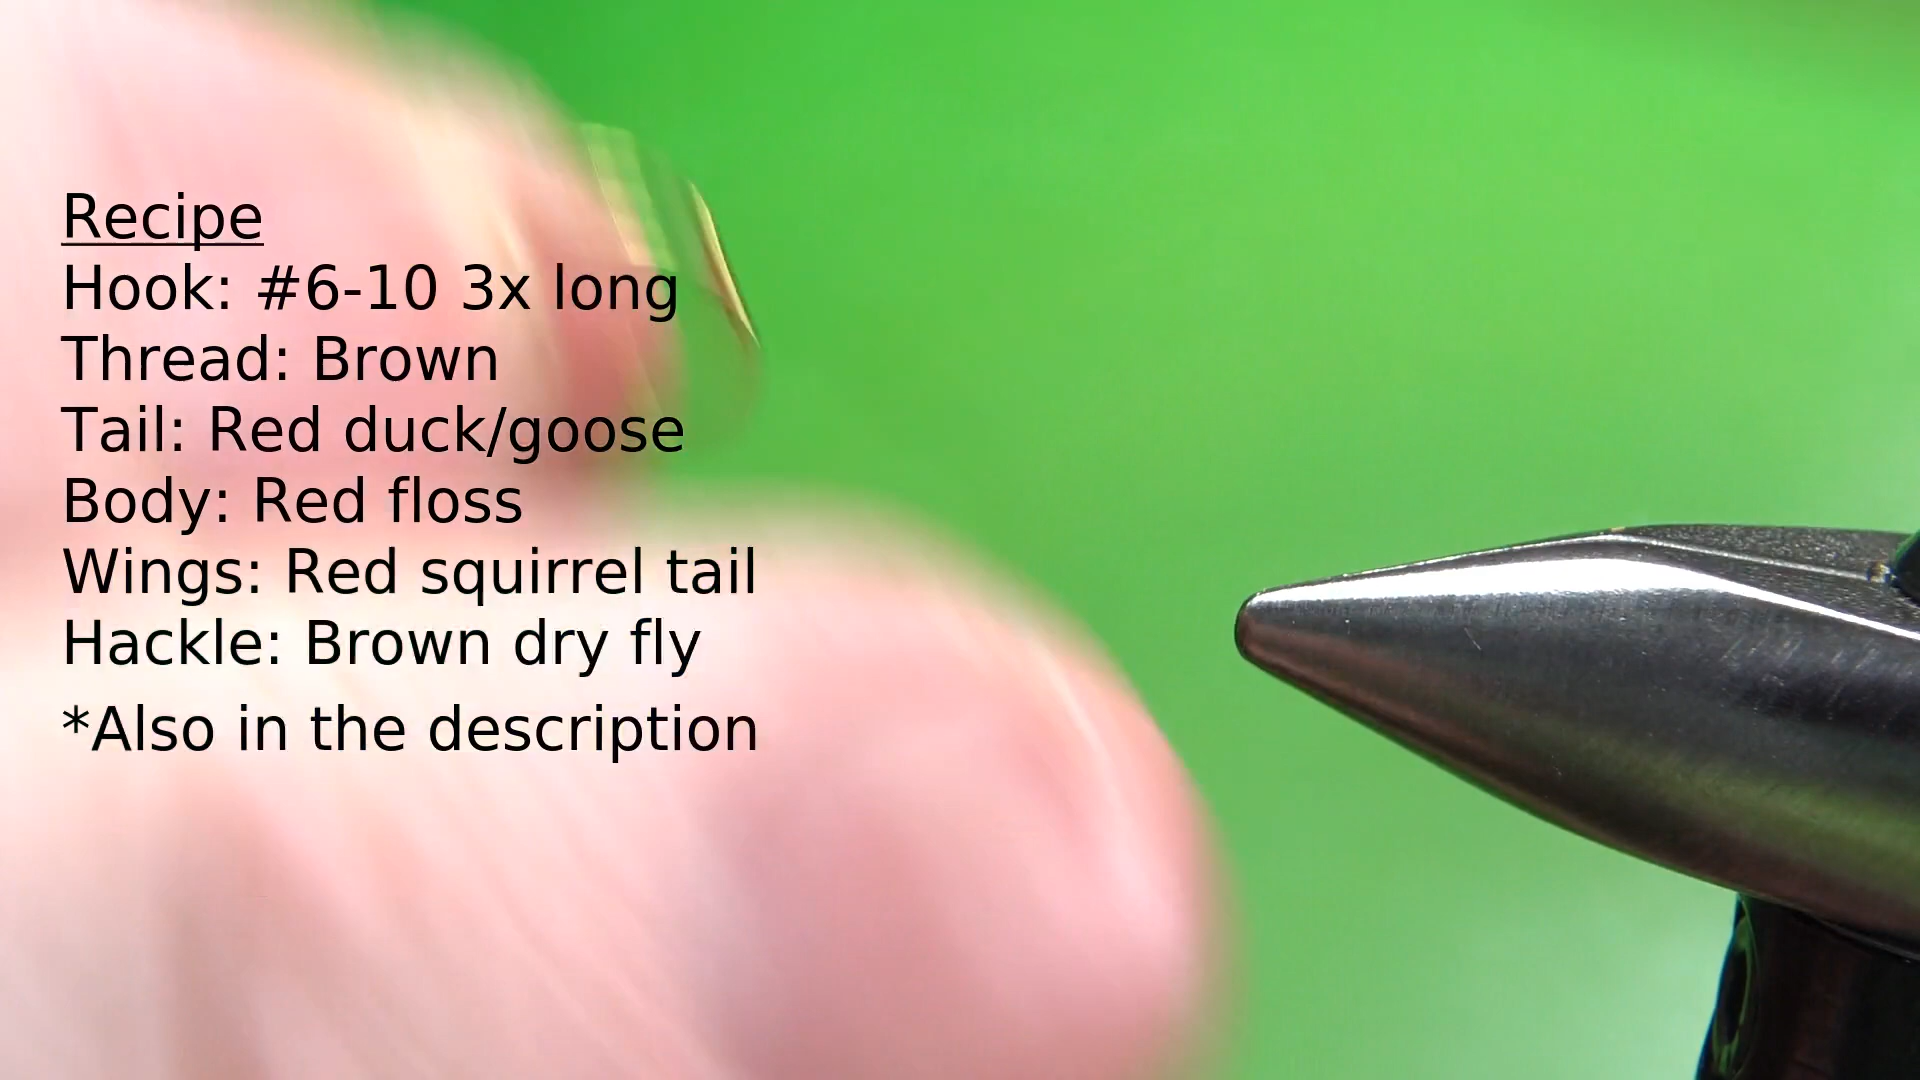 Recipe
Hook: #6-10 3x long
Thread: Brown
Tail: Red duck/goose
Body: Red floss
Wings: Red squirrel tail
Hackle: Brown dry fly
*Also in the description